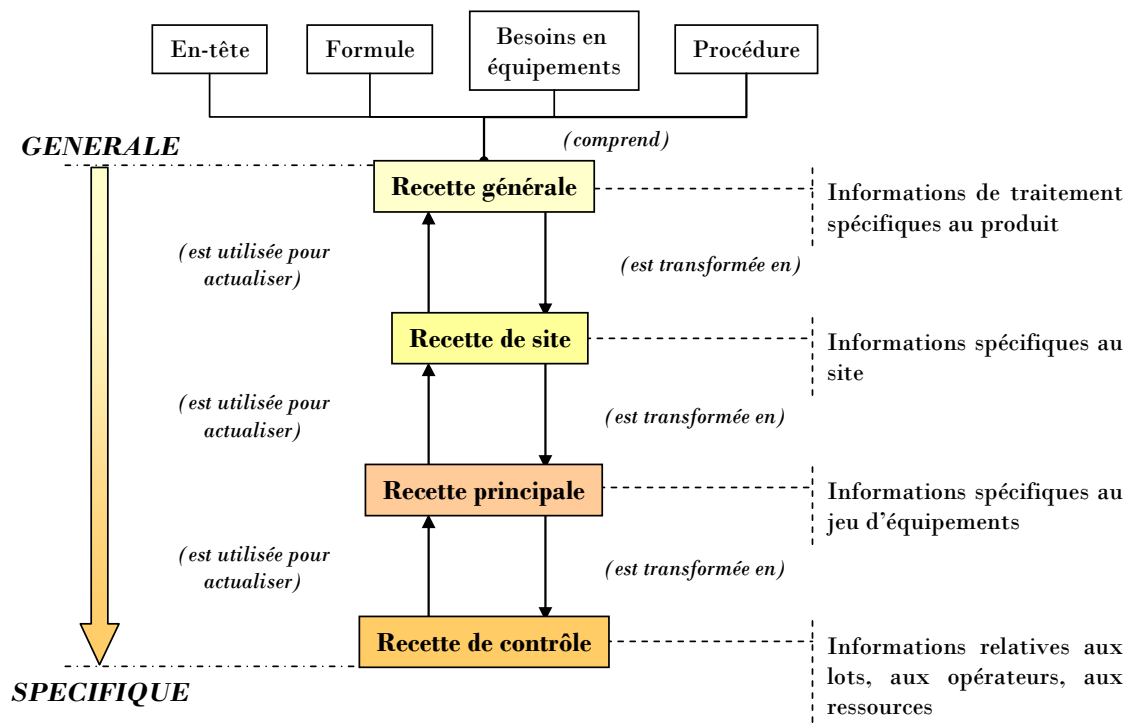 En-tête
Formule
Besoins en
équipements
Procédure
(comprend)
GENERALE
Recette générale
Informations de traitement
spécifiques au produit
(est utilisée pour
actualiser)
(est transformée en)
Recette de site
Informations spécifiques au
site
(est utilisée pour
actualiser)
(est transformée en)
Recette principale
Informations spécifiques au
jeu d'équipements
(est utilisée pour
actualiser)
(est transformée en)
Recette de contrôle
Informations relatives aux
lots, aux opérateurs, aux
ressources
SPECIFIQUE